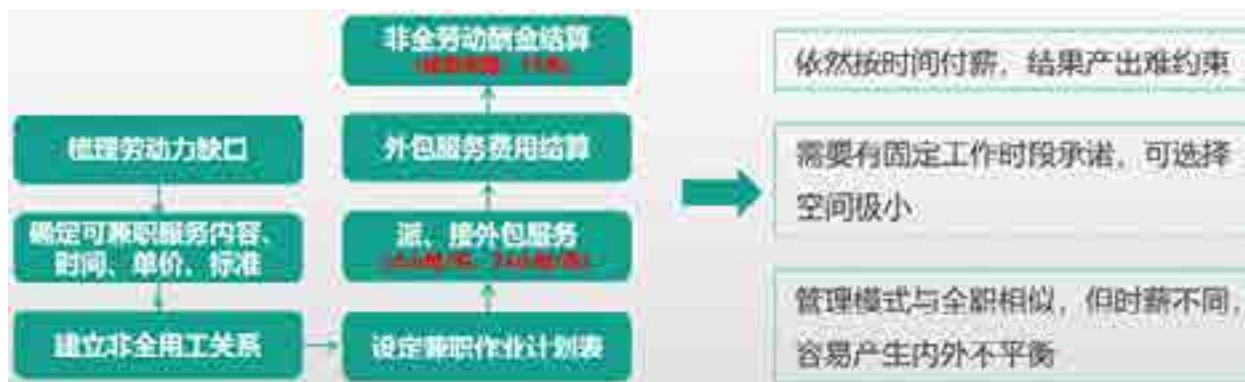 梳理劳动力缺口
确定可兼职服务内容、
时间、单价、标准
建立非全用工关系
设定兼职作业计划表
派、接外包服务
外包服务费用结算
非全劳动酬金结算
依然按时间付薪，结果产出难约束
需要有固定工作时段承诺，可选择
空间极小
管理模式与全职相似，但时薪不同，
容易产生内外不平衡